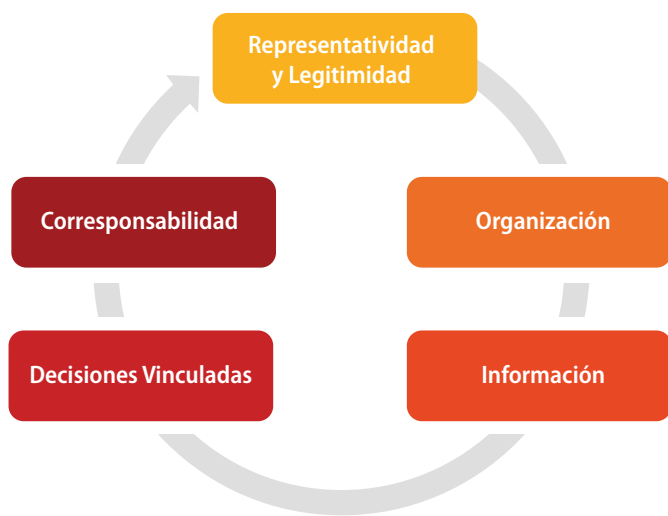 Representatividad
y Legitimidad
Organización
Información
Decisiones Vinculadas
Corresponsabilidad